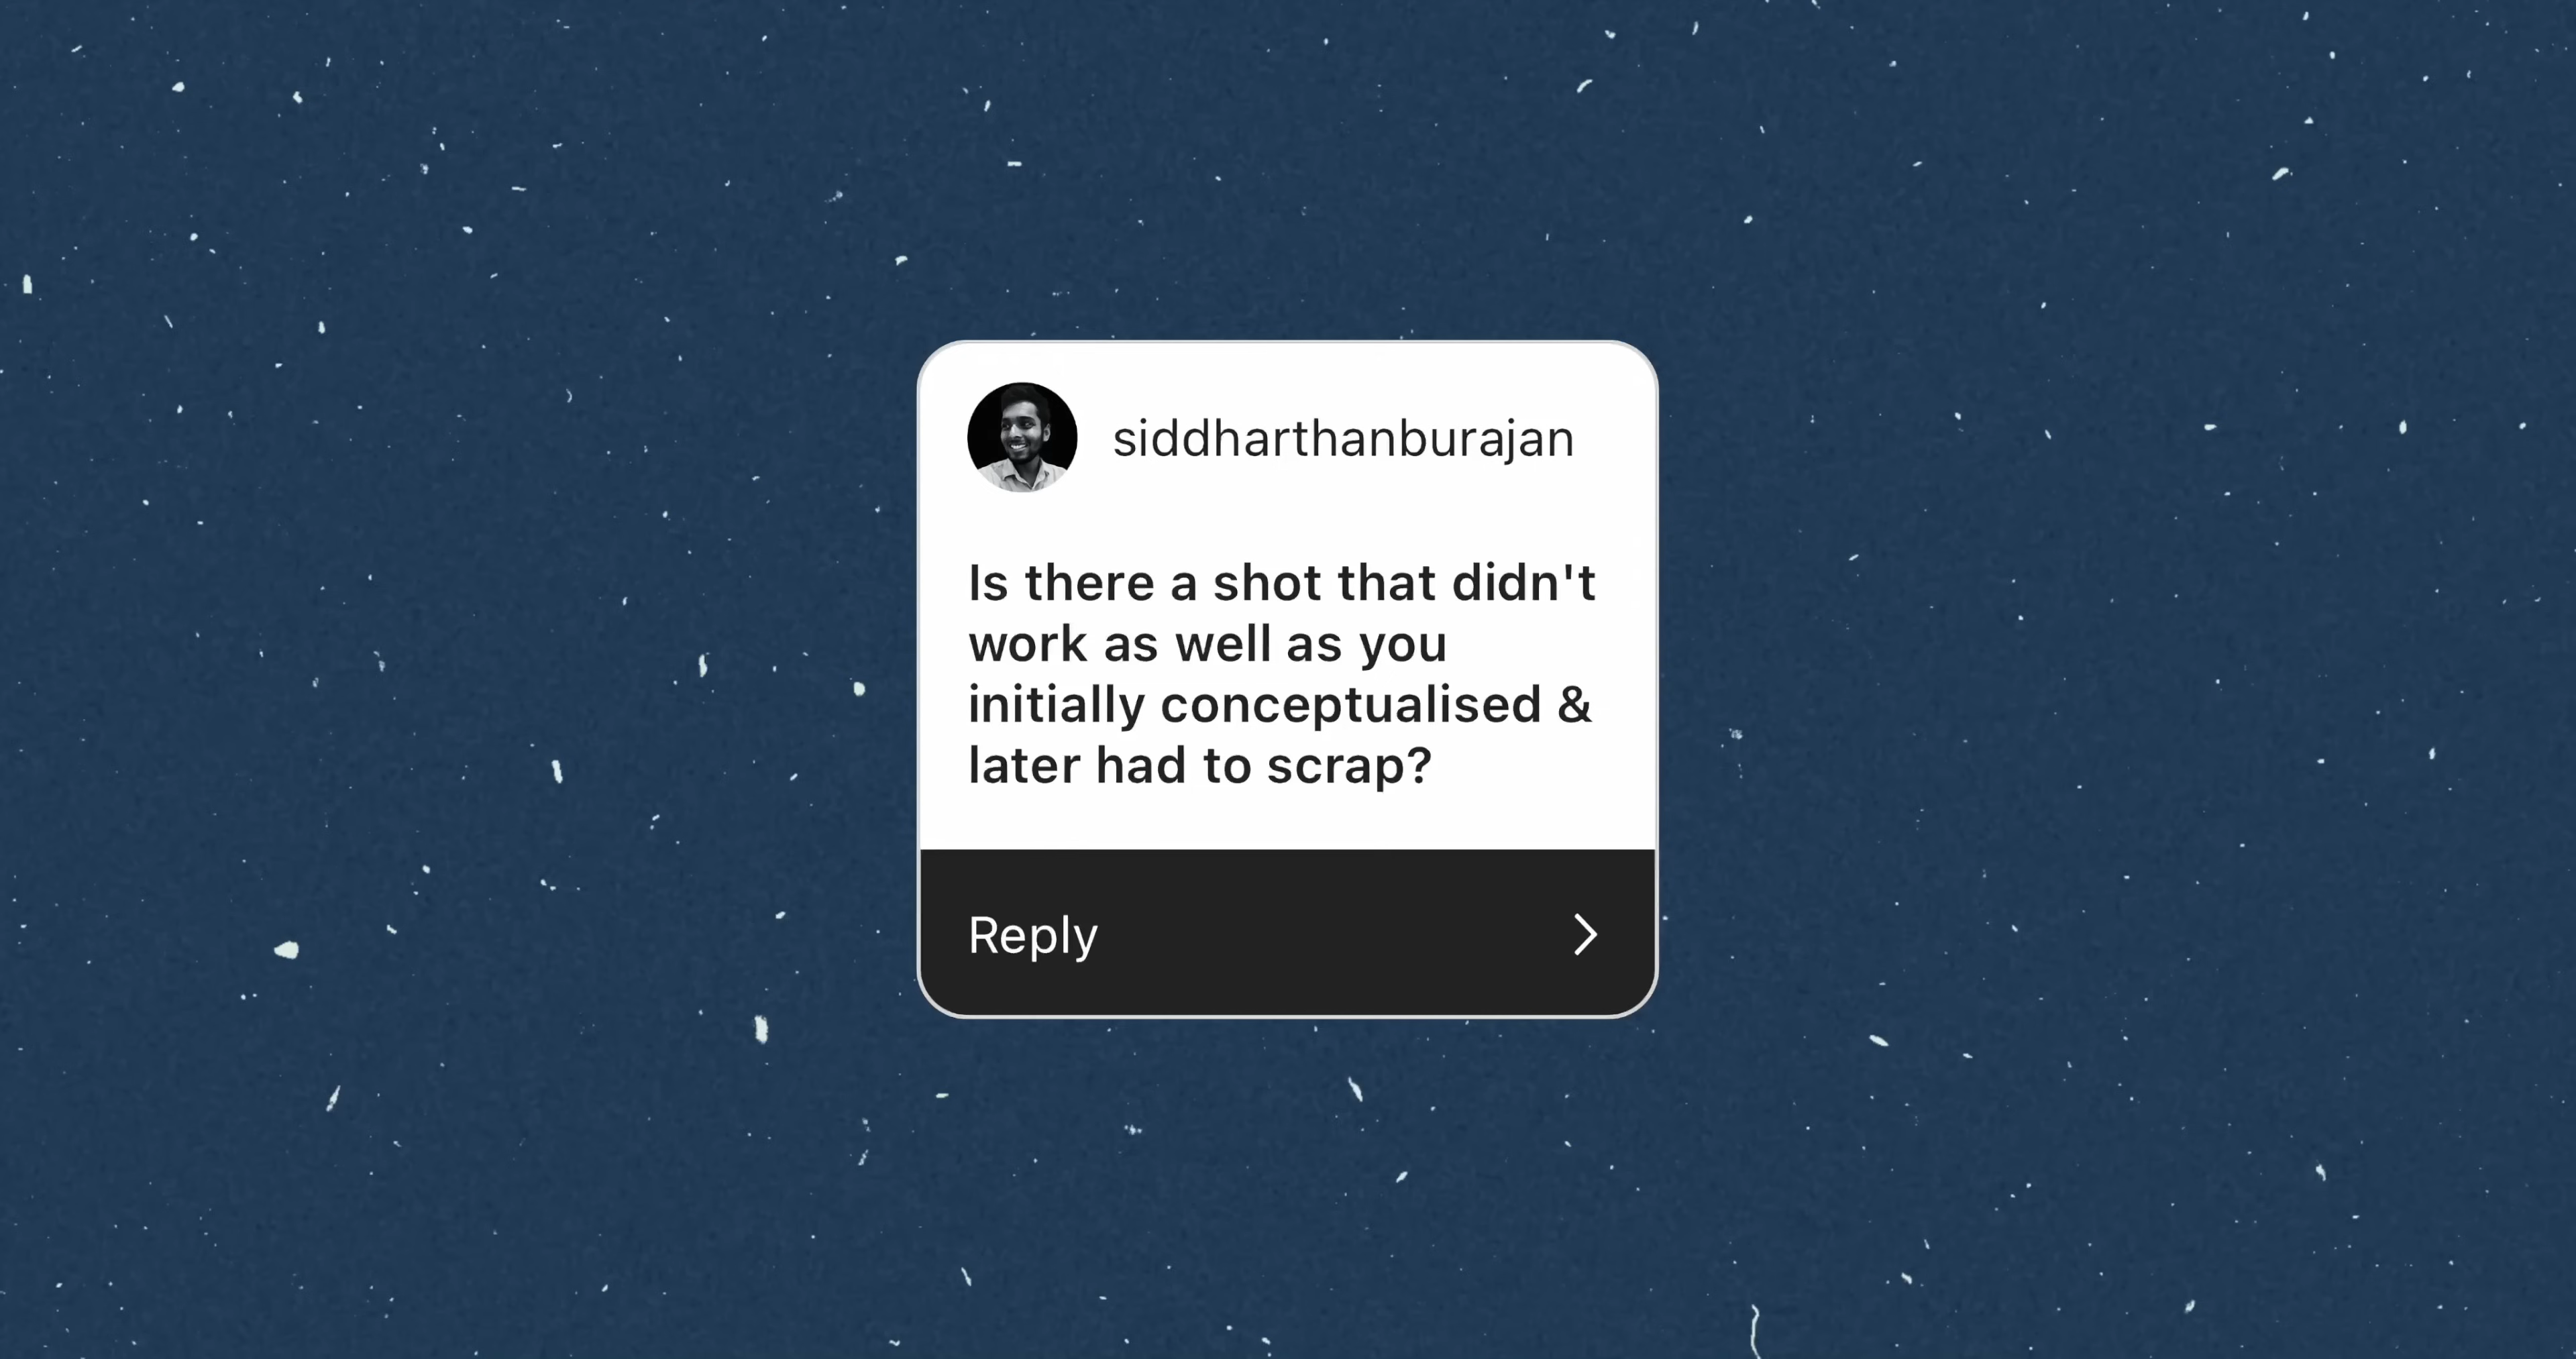 siddharthanburajan
Is there a shot that didn't
work as well as you
initially conceptualised &
later had to scrap?
Reply